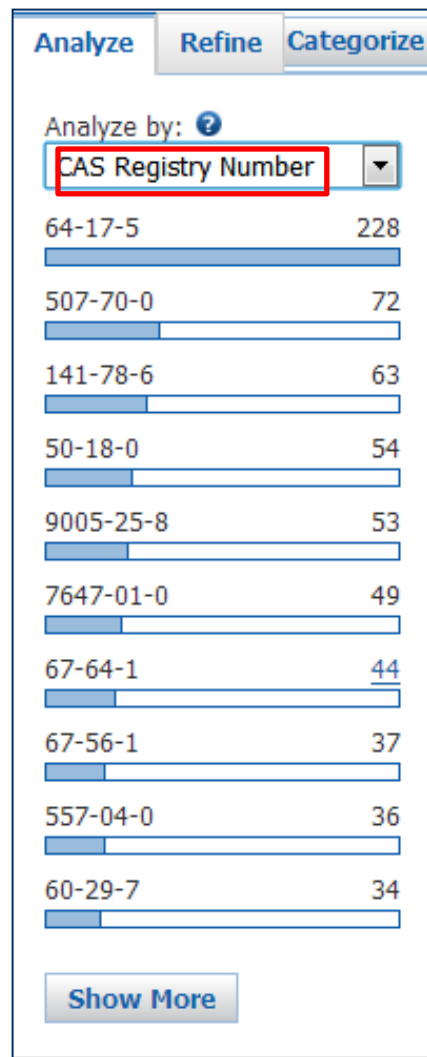 Analyze Refine Categorize
Analyze by: ?
CAS Registry Number
64-17-5 228
507-70-0 72
141-78-6 63
50-18-0 54
9005-25-8 53
7647-01-0 49
67-64-1 44
67-56-1 37
557-04-0 36
60-29-7 34
Show More